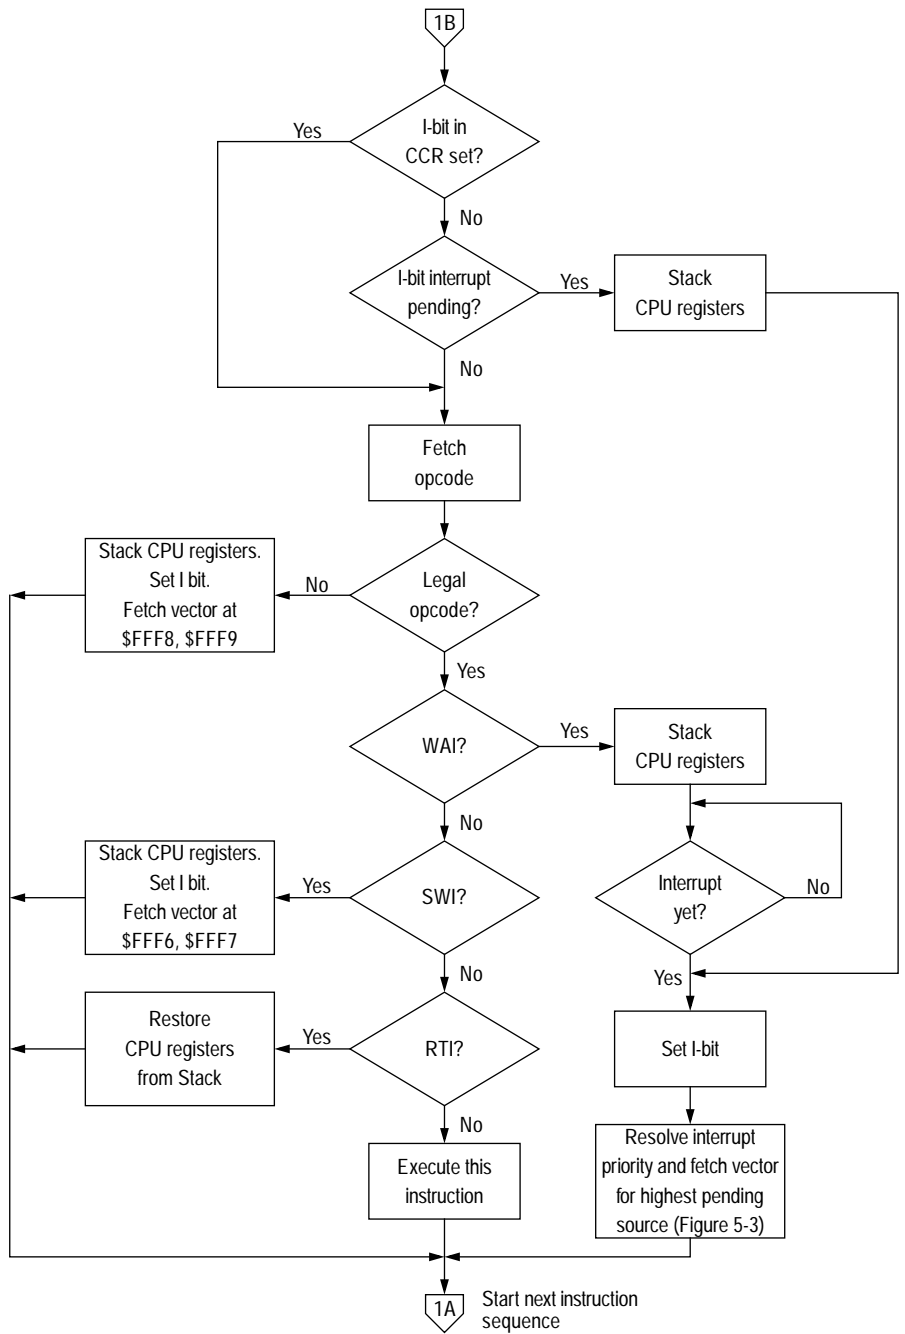 1B
I-bit in
CCR set?
Yes
No
I-bit interrupt
pending?
Yes
Stack
CPU registers
No
Fetch
opcode
Stack CPU registers.
Set I bit.
Fetch vector at
$FFF8, $FFF9
No
Legal
opcode?
Yes
WAI?
Yes
Stack
CPU registers
No
Stack CPU registers.
Set I bit.
Fetch vector at
$FFF6, $FFF7
Yes
SWI?
Interrupt
yet?
No
No
Yes
Restore
CPU registers
from Stack
Yes
RTI?
Set I-bit
No
Execute this
instruction
Resolve interrupt
priority and fetch vector
for highest pending
source (Figure 5-3)
1A
Start next instruction
sequence